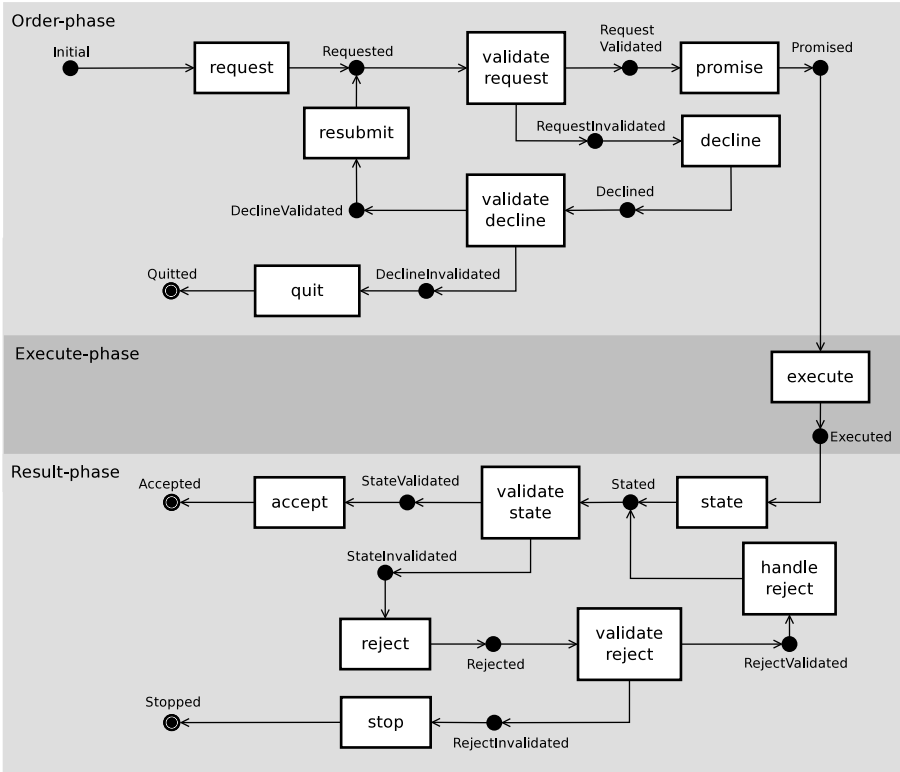 Order-phase
Initial
request
Requested
validate
request
Request
Validated
promise
Promised
resubmit
RequestInvalidated
decline
DeclineValidated
validate
decline
Declined
Quitted
quit
DeclineInvalidated
Execute-phase
execute
Executed
Result-phase
Accepted
accept
StateValidated
validate
state
Stated
state
StateInvalidated
handle
reject
reject
Rejected
validate
reject
RejectValidated
Stopped
stop
RejectInvalidated